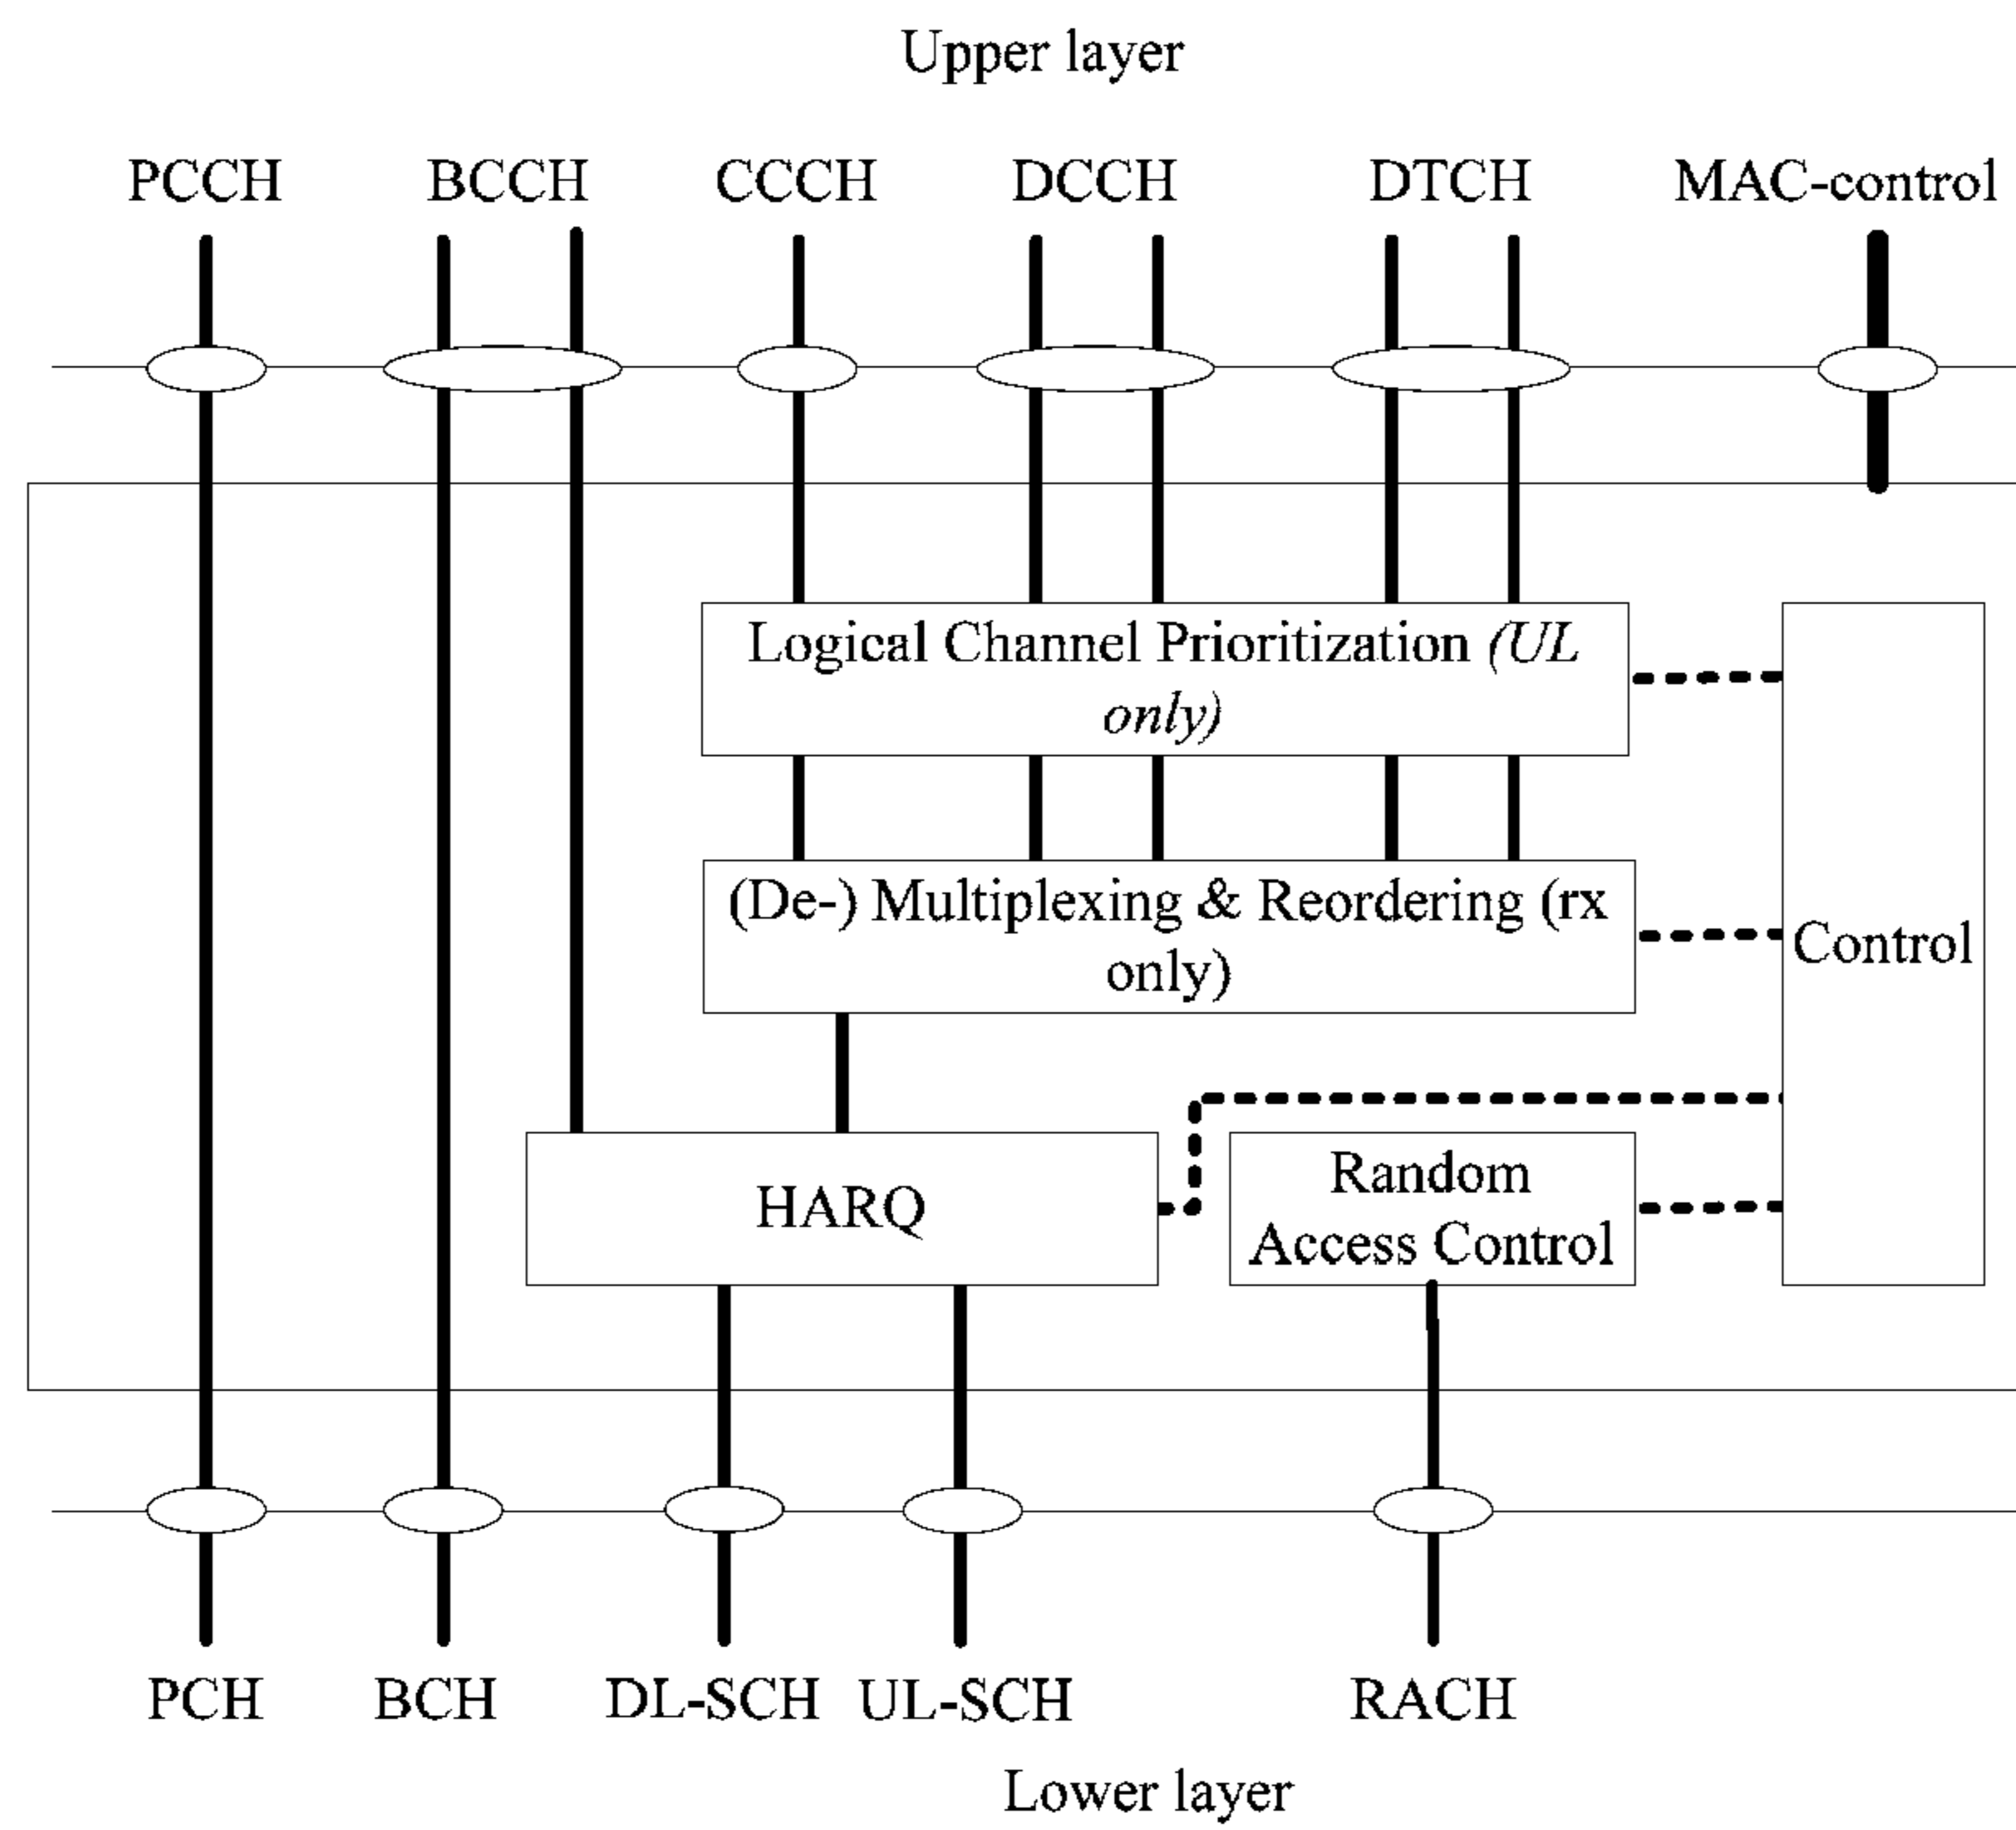 Upper layer
PCCH BCCH CCCH DCCH DTCH MAC-control
Logical Channel Prioritization (UL
only)
(De-) Multiplexing & Reordering (rx
only)
Control
HARQ
Random
Access Control
PCH BCH DL-SCH UL-SCH RACH
Lower layer